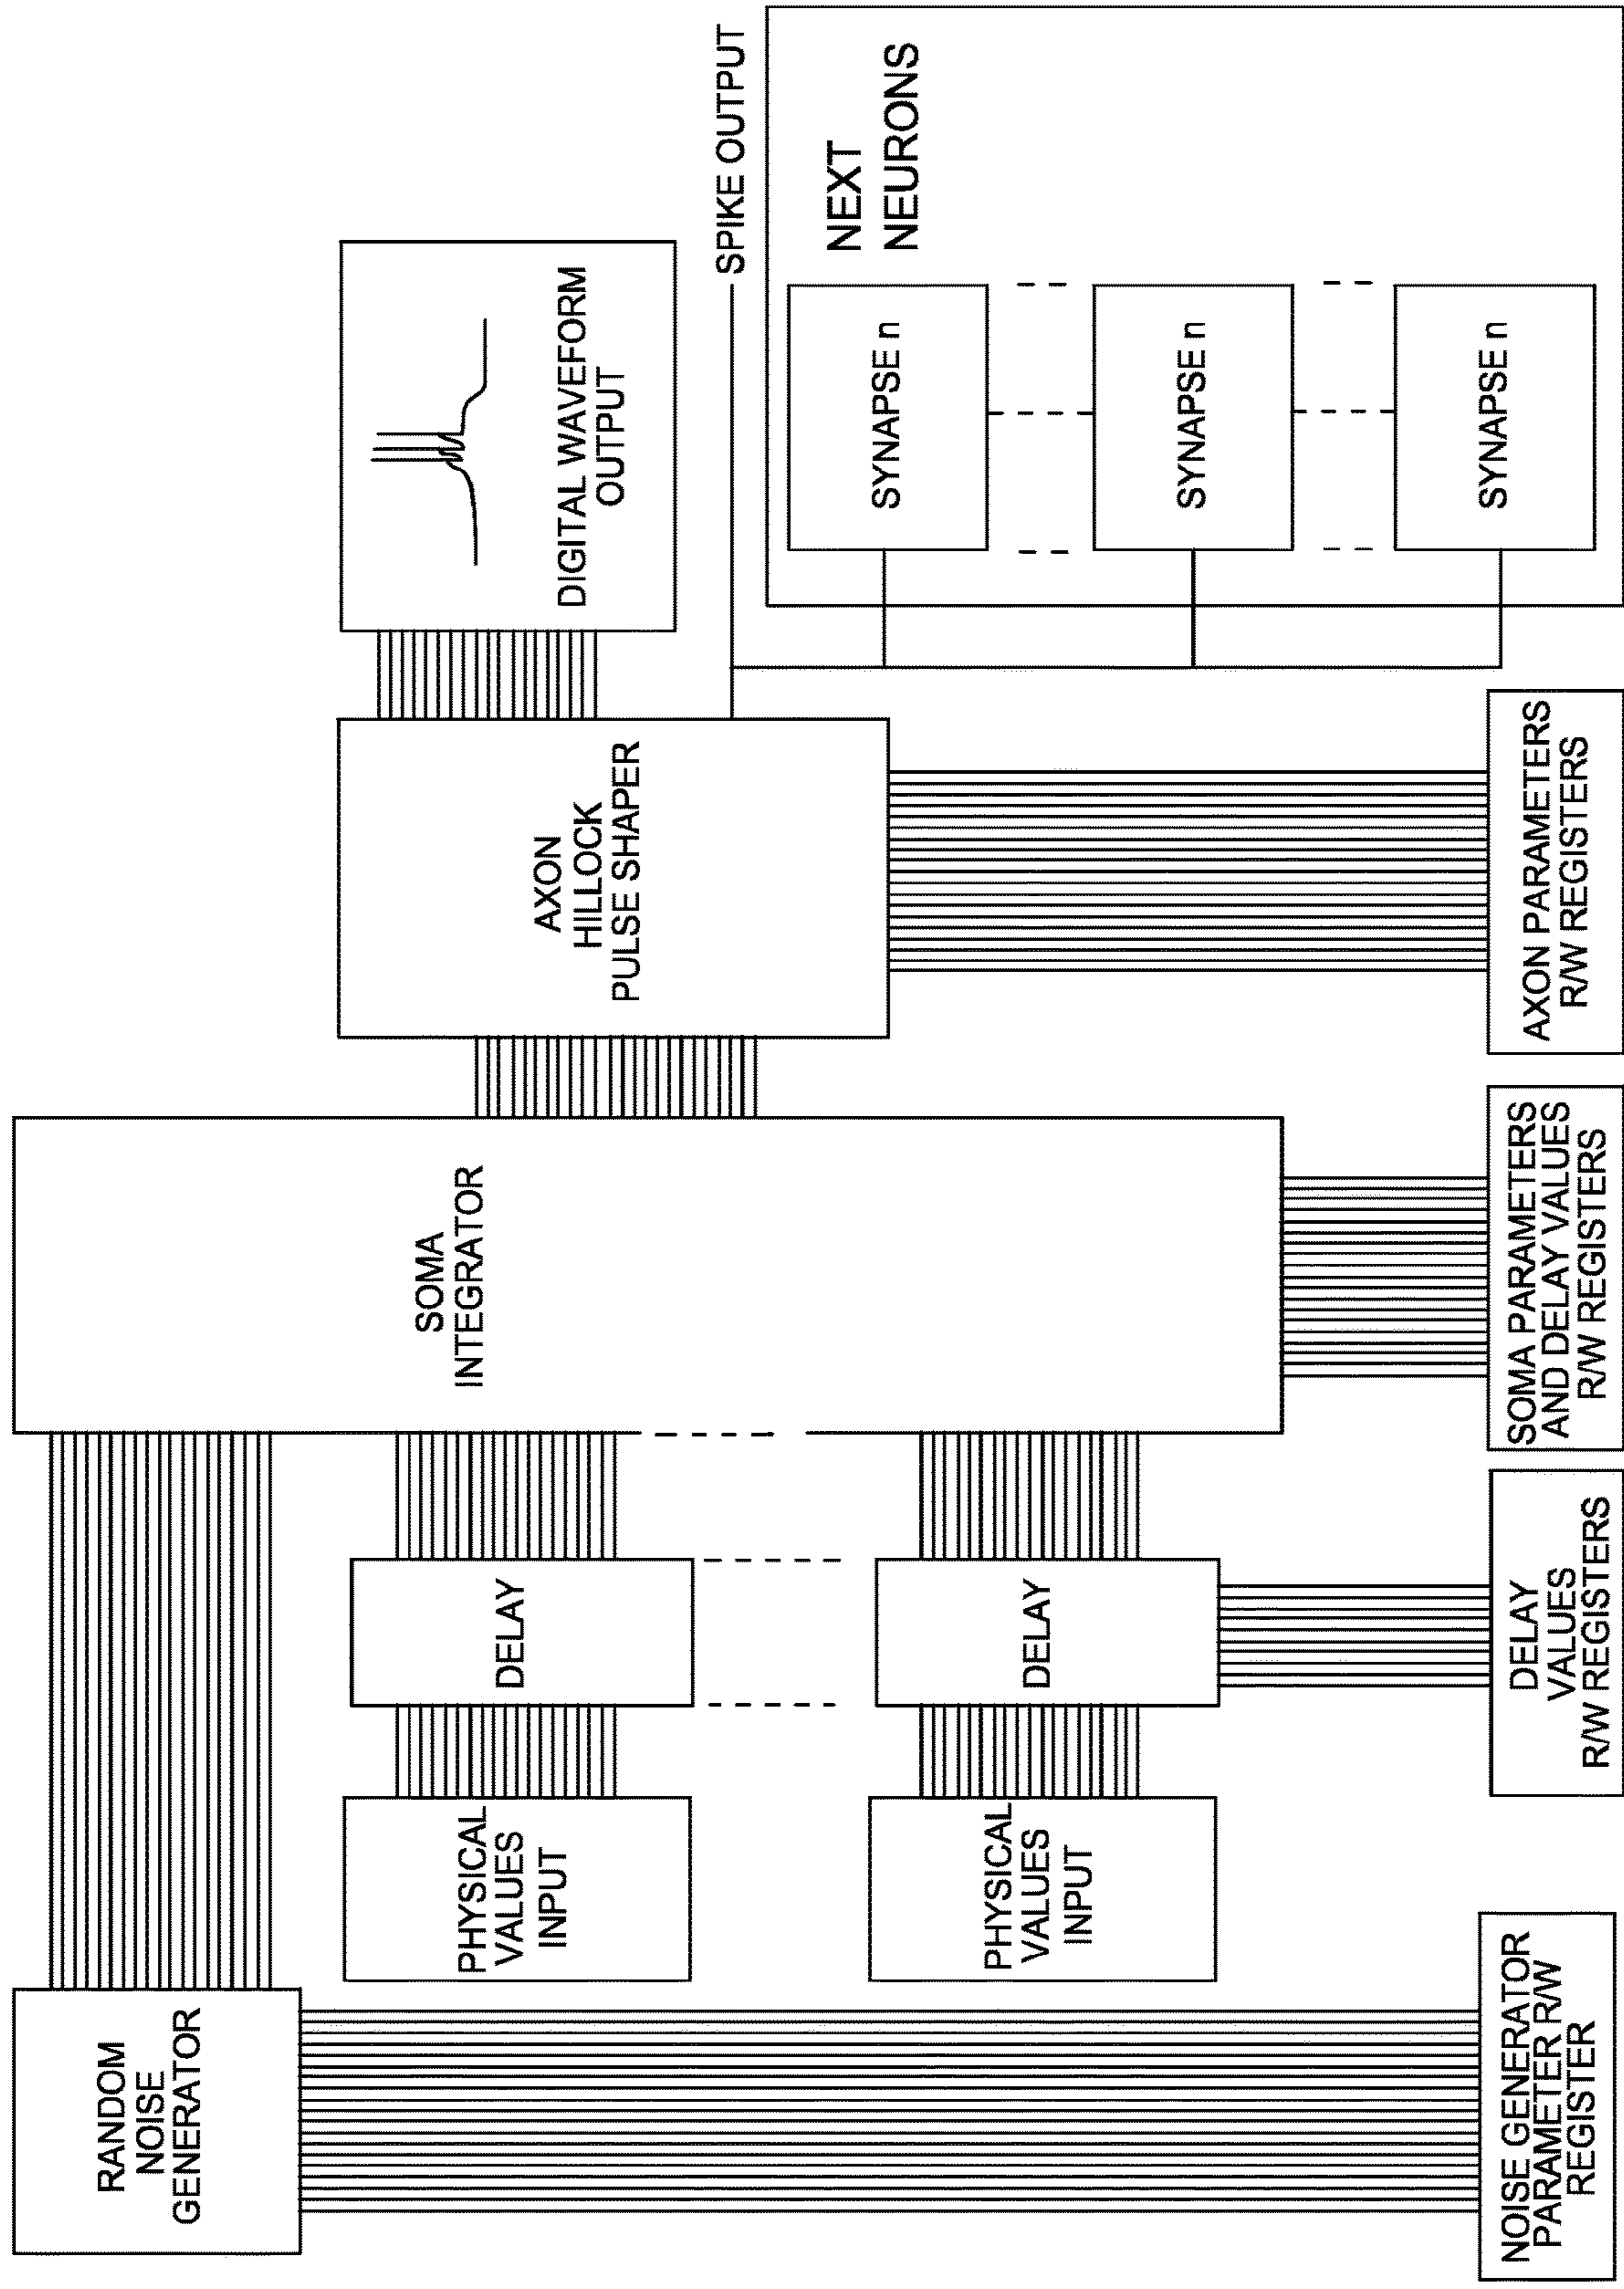 RANDOM
NOISE
GENERATOR
PHYSICAL
VALUES
INPUT
DELAY
PHYSICAL
VALUES
INPUT
DELAY
SOMA
INTEGRATOR
AXON
HILLOCK
PULSE SHAPER
DIGITAL WAVEFORM
OUTPUT
SPIKE OUTPUT
NEXT
NEURONS
SYNAPSE n
SYNAPSE n
SYNAPSE n
NOISE GENERATOR
PARAMETER R/W
REGISTER
DELAY
VALUES
R/W REGISTERS
SOMA PARAMETERS
AND DELAY VALUES
R/W REGISTERS
AXON PARAMETERS
R/W REGISTERS